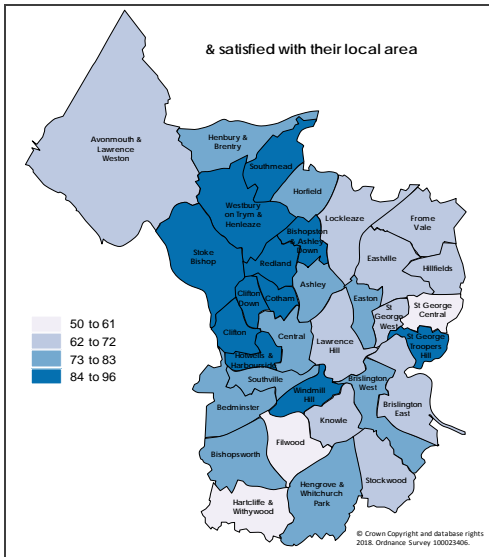 & satisfied with their local area
Avonmouth &
Lawrence
Weston
Henbury &
Brentry
Southmead
Horfield
Westbury
on Trym &
Henleaze
Lockleaze
Frome
Vale
Bishopston
& Ashley
Down
Stoke
Bishop
Redland
Eastville
Hillfields
Clifton
Down
Cotham
Ashley
Easton
St
George
West
St George
Central
St George
Troopers
Hill
Clifton
Central
Lawrence
Hill
Hotwells &
Harbourside
Southville
Windmill
Hill
Brislington
West
Brislington
East
Bedminster
Knowle
Filwood
Bishopsworth
Stockwood
Hengrove &
Whitchurch
Park
Hartcliffe &
Withywood
50 to 61
62 to 72
73 to 83
84 to 96
© Crown Copyright and database rights
2018. Ordnance Survey 100023406.